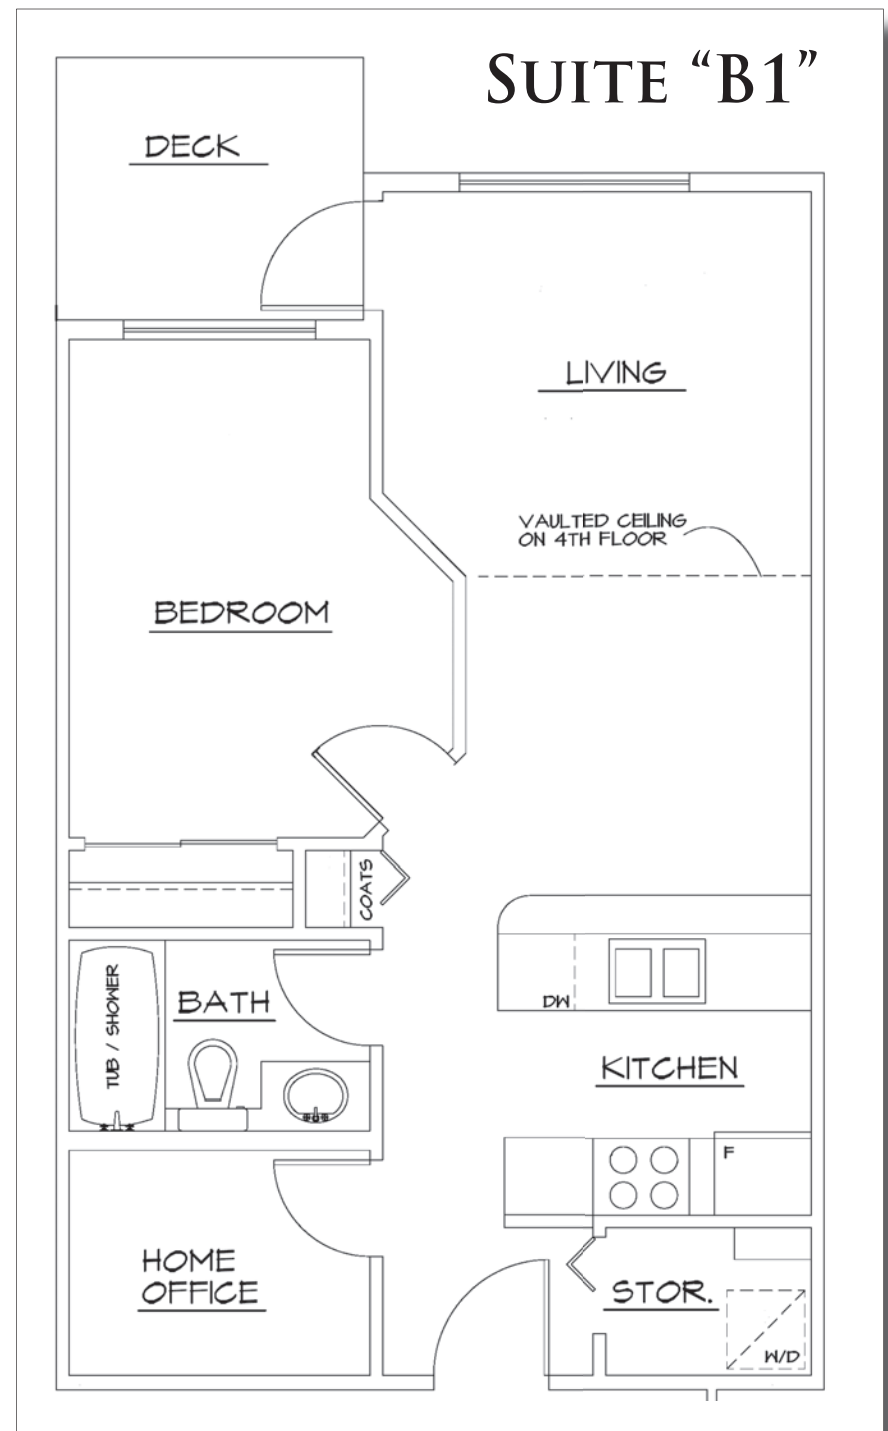 SUITE “B1”
DECK
LIVING
VAULTED CEILING
ON 4TH FLOOR
BEDROOM
COATS
TUB / SHOWER
BATH
DW
KITCHEN
F
HOME
OFFICE
STOR.
W/D